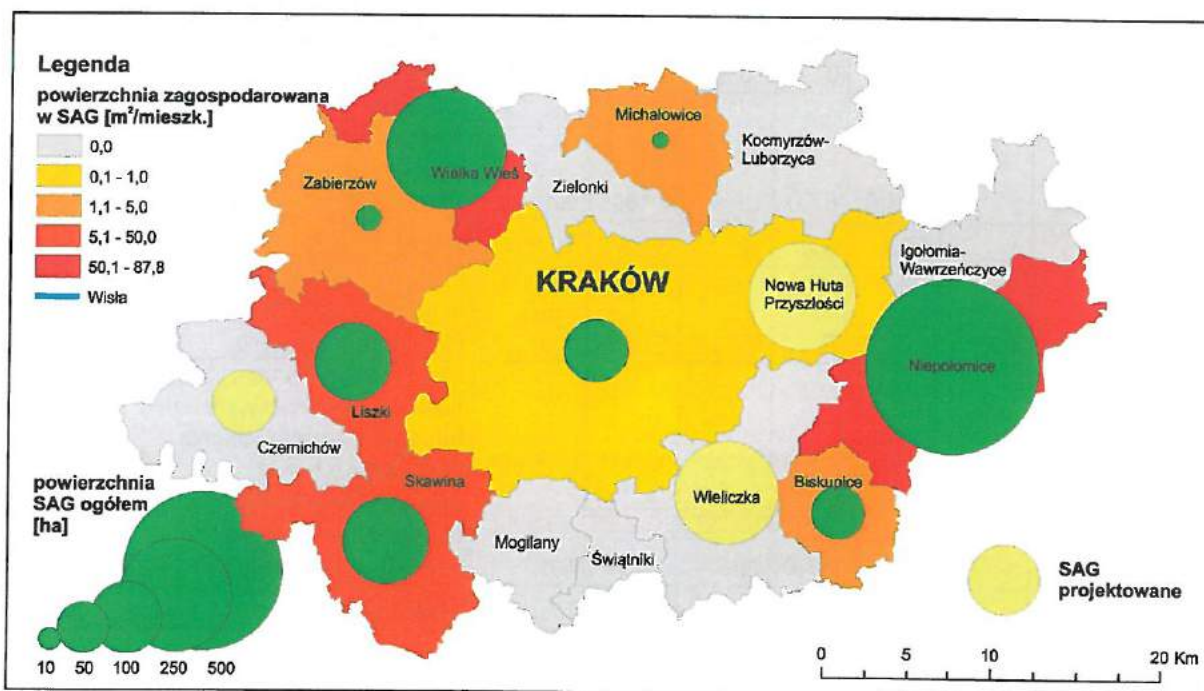 Legenda
powierzchnia zagospodarowana
w SAG [m²/mieszk.]
0,0
0,1 - 1,0
1,1 - 5,0
5,1 - 50,0
50,1 - 87,8
Wisła
Michałowice
Kocmyrzów-
Luborzyca
Wielka Wieś
Zabierzów
Zielonki
Igołomia-
Wawrzeńczyce
KRAKÓW
Nowa Huta
Przyszłości
Niepołomice
Liszki
Czernichów
Skawina
Wieliczka
Biskupice
Mogilany
Świątniki
powierzchnia
SAG ogółem
[ha]
10 50 100 250 500
SAG
projektowane
0 5 10 20 Km